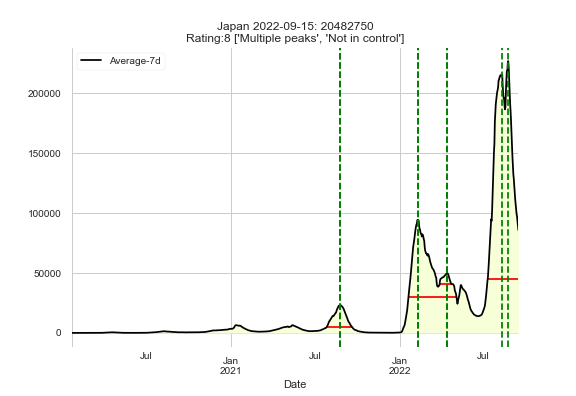 Japan 2022-09-15: 20482750
Rating:8 ['Multiple peaks', 'Not in control']
Average-7d
200000
150000
100000
50000
0
Jul
Jan
2021
Jul
Jan
2022
Jul
Date